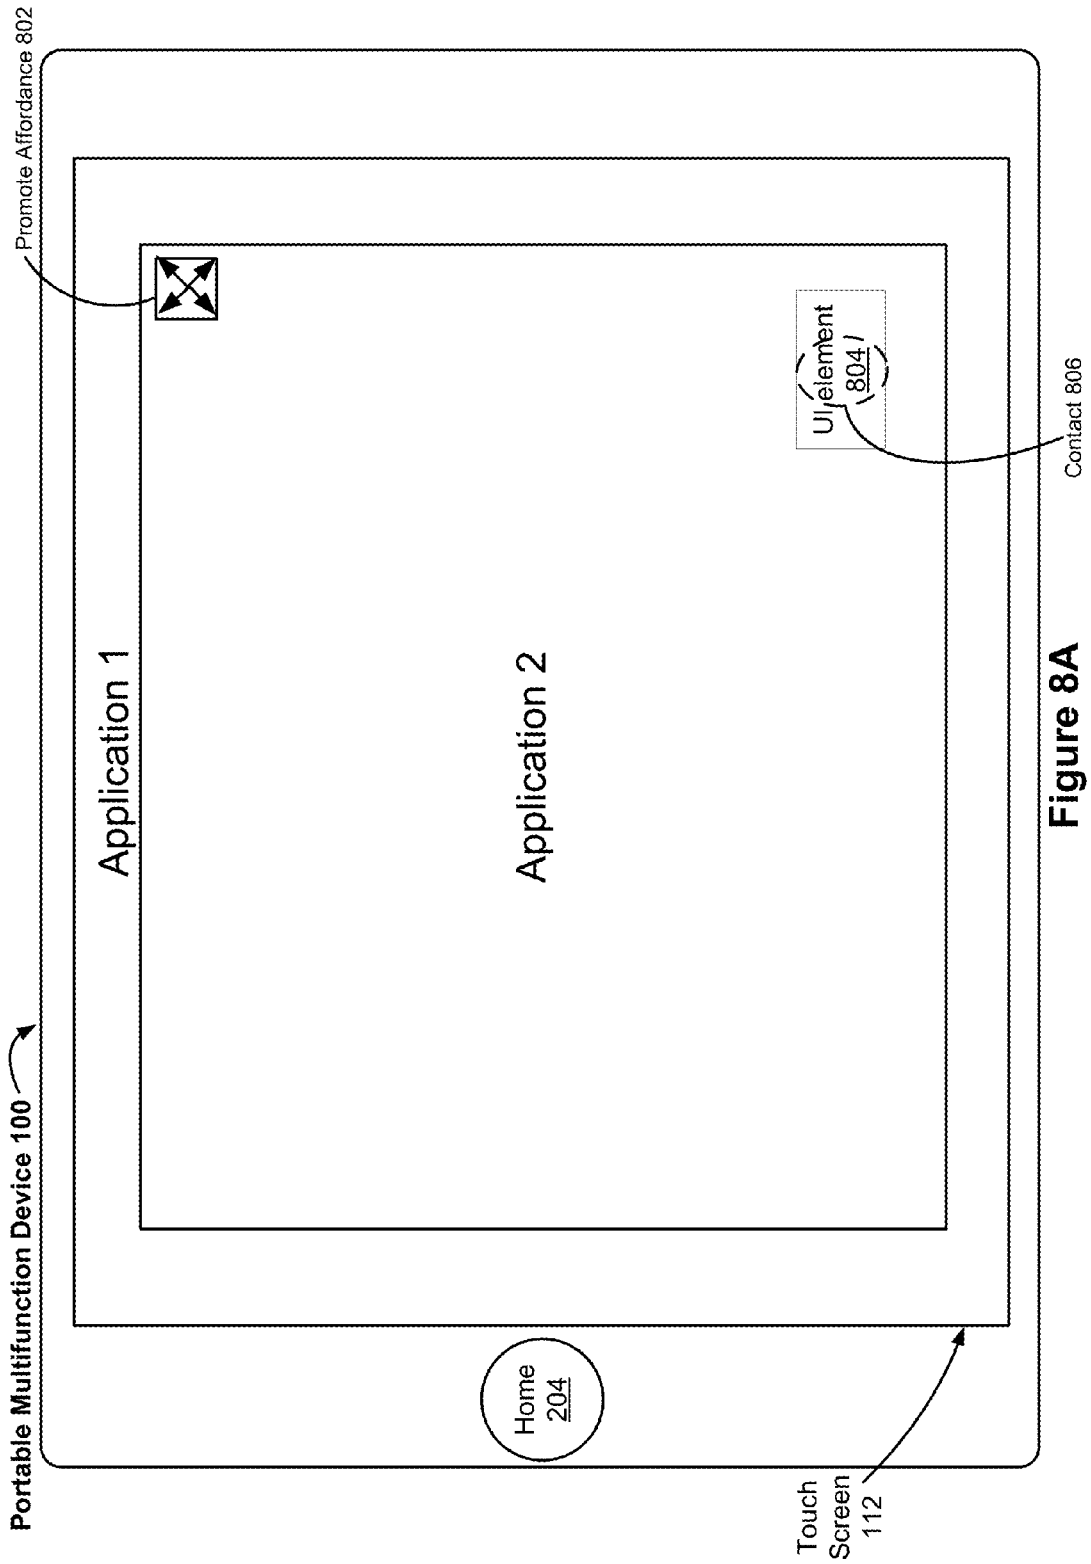 Portable Multifunction Device 100
Promote Affordance 802
Application 1
Application 2
Home
204
UI element
804
Touch
Screen
112
Contact 806
Figure 8A